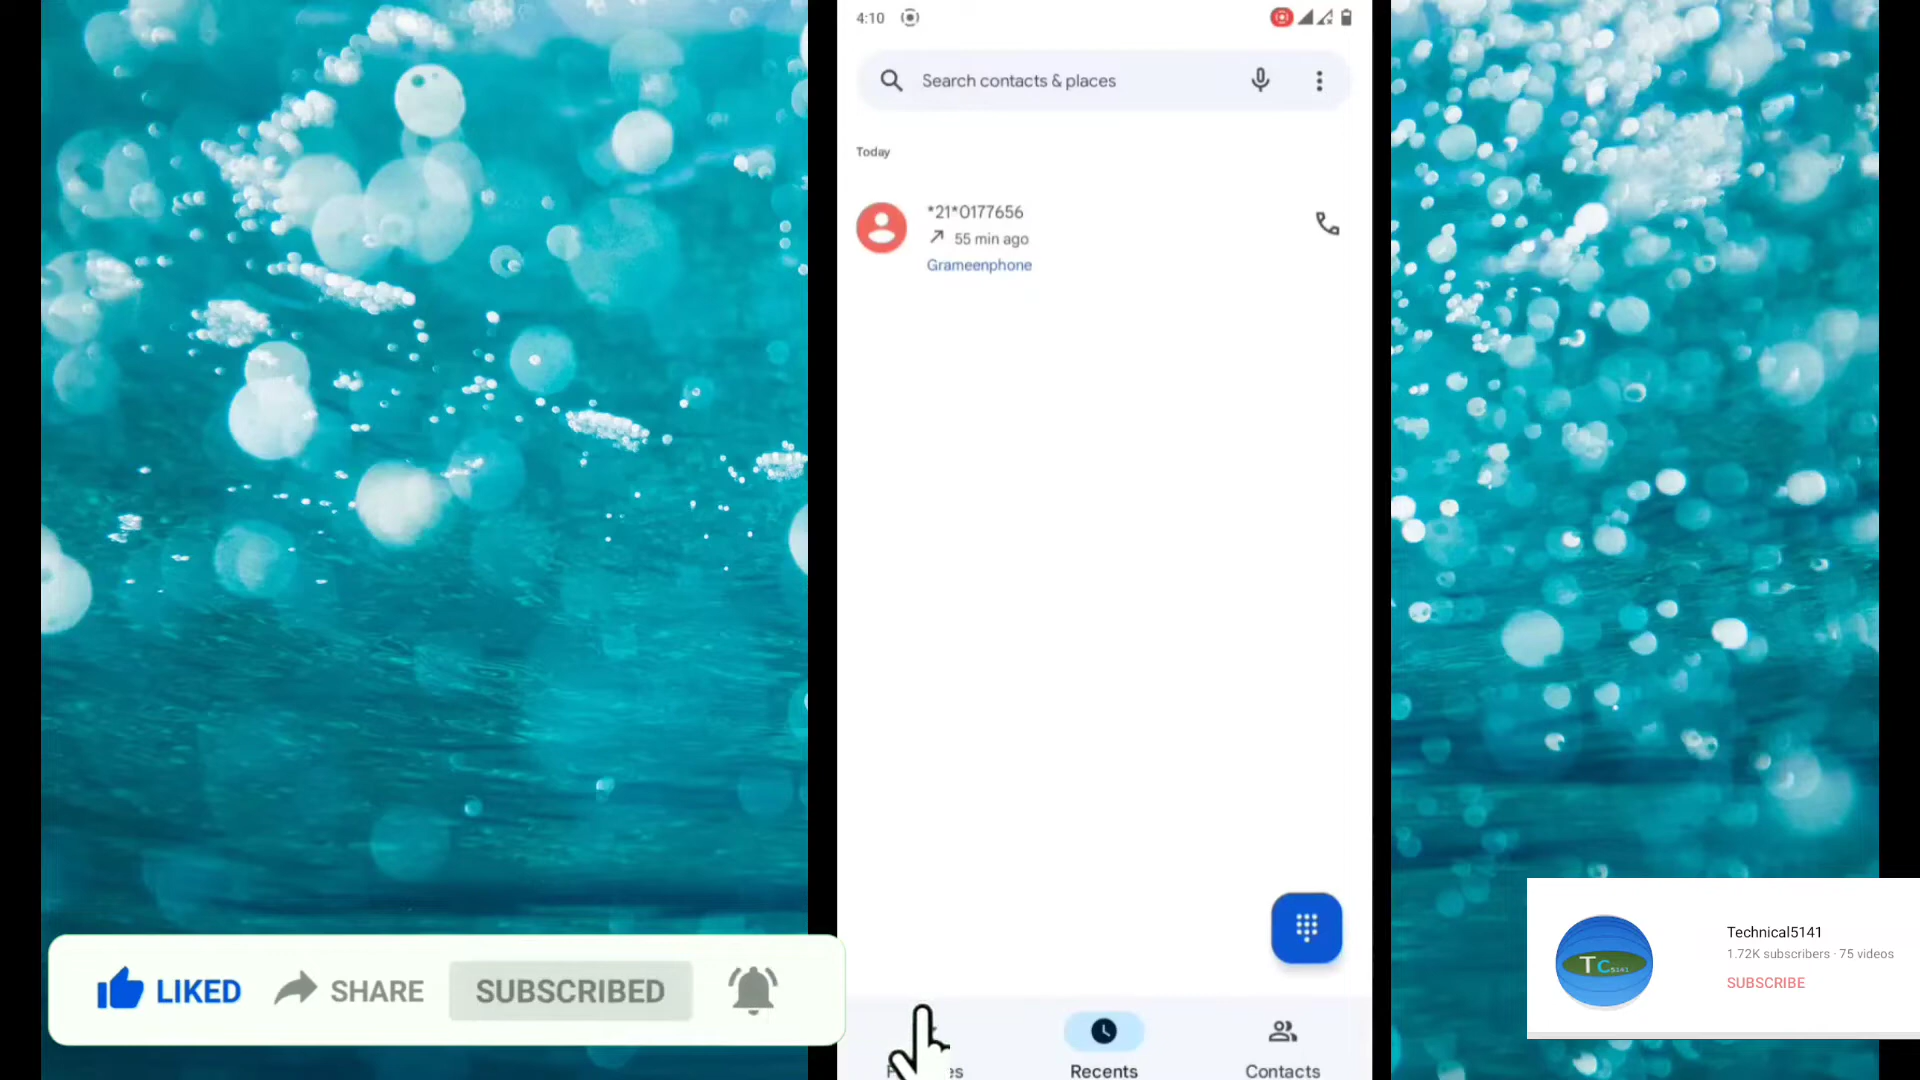 4:10
Search contacts & places
Today
*21*0177656
55 min ago
Grameenphone
LIKED
SHARE
SUBSCRIBED
Recents
Contacts
TC5141
Technical5141
1.72K subscribers · 75 videos
SUBSCRIBE